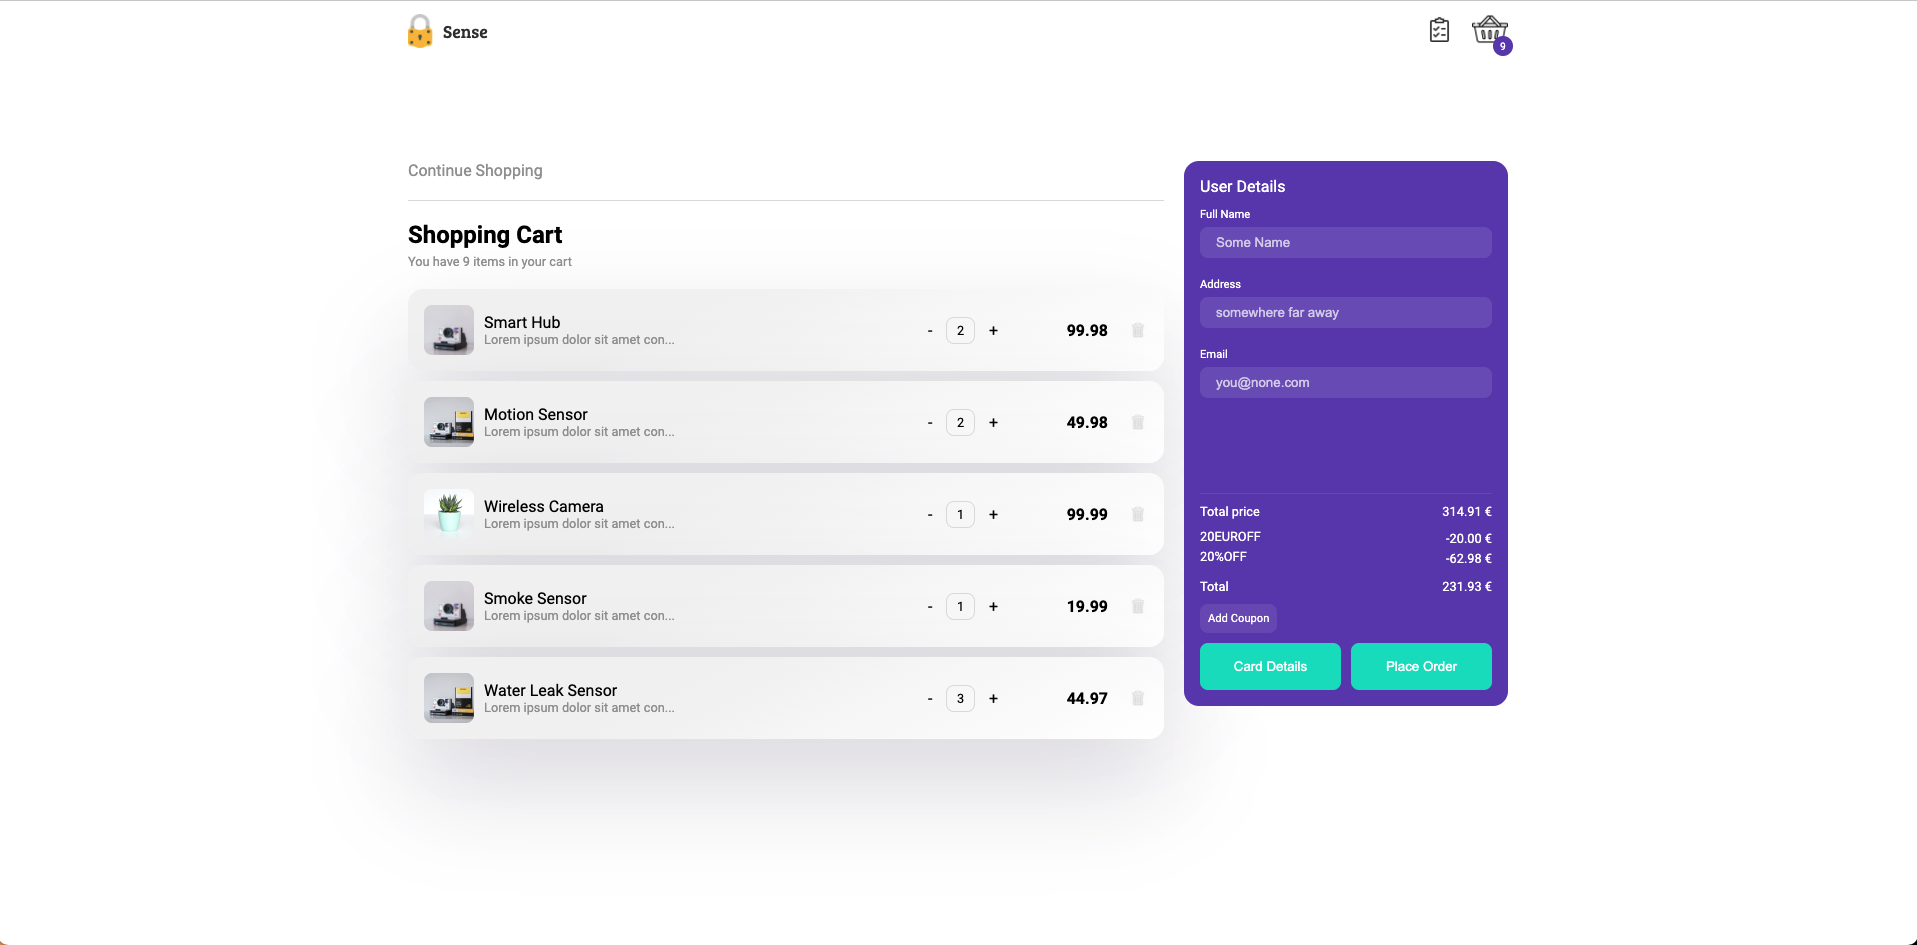 Sense
9
Continue Shopping
Shopping Cart
You have 9 items in your cart
Smart Hub
Lorem ipsum dolor sit amet con...
- 2 + 99.98
Motion Sensor
Lorem ipsum dolor sit amet con...
- 2 + 49.98
Wireless Camera
Lorem ipsum dolor sit amet con...
- 1 + 99.99
Smoke Sensor
Lorem ipsum dolor sit amet con...
- 1 + 19.99
Water Leak Sensor
Lorem ipsum dolor sit amet con...
- 3 + 44.97
User Details
Full Name
Some Name
Address
somewhere far away
Email
you@none.com
Total price 314.91 €
20EUROFF -20.00 €
20%OFF -62.98 €
Total 231.93 €
Add Coupon
Card Details Place Order